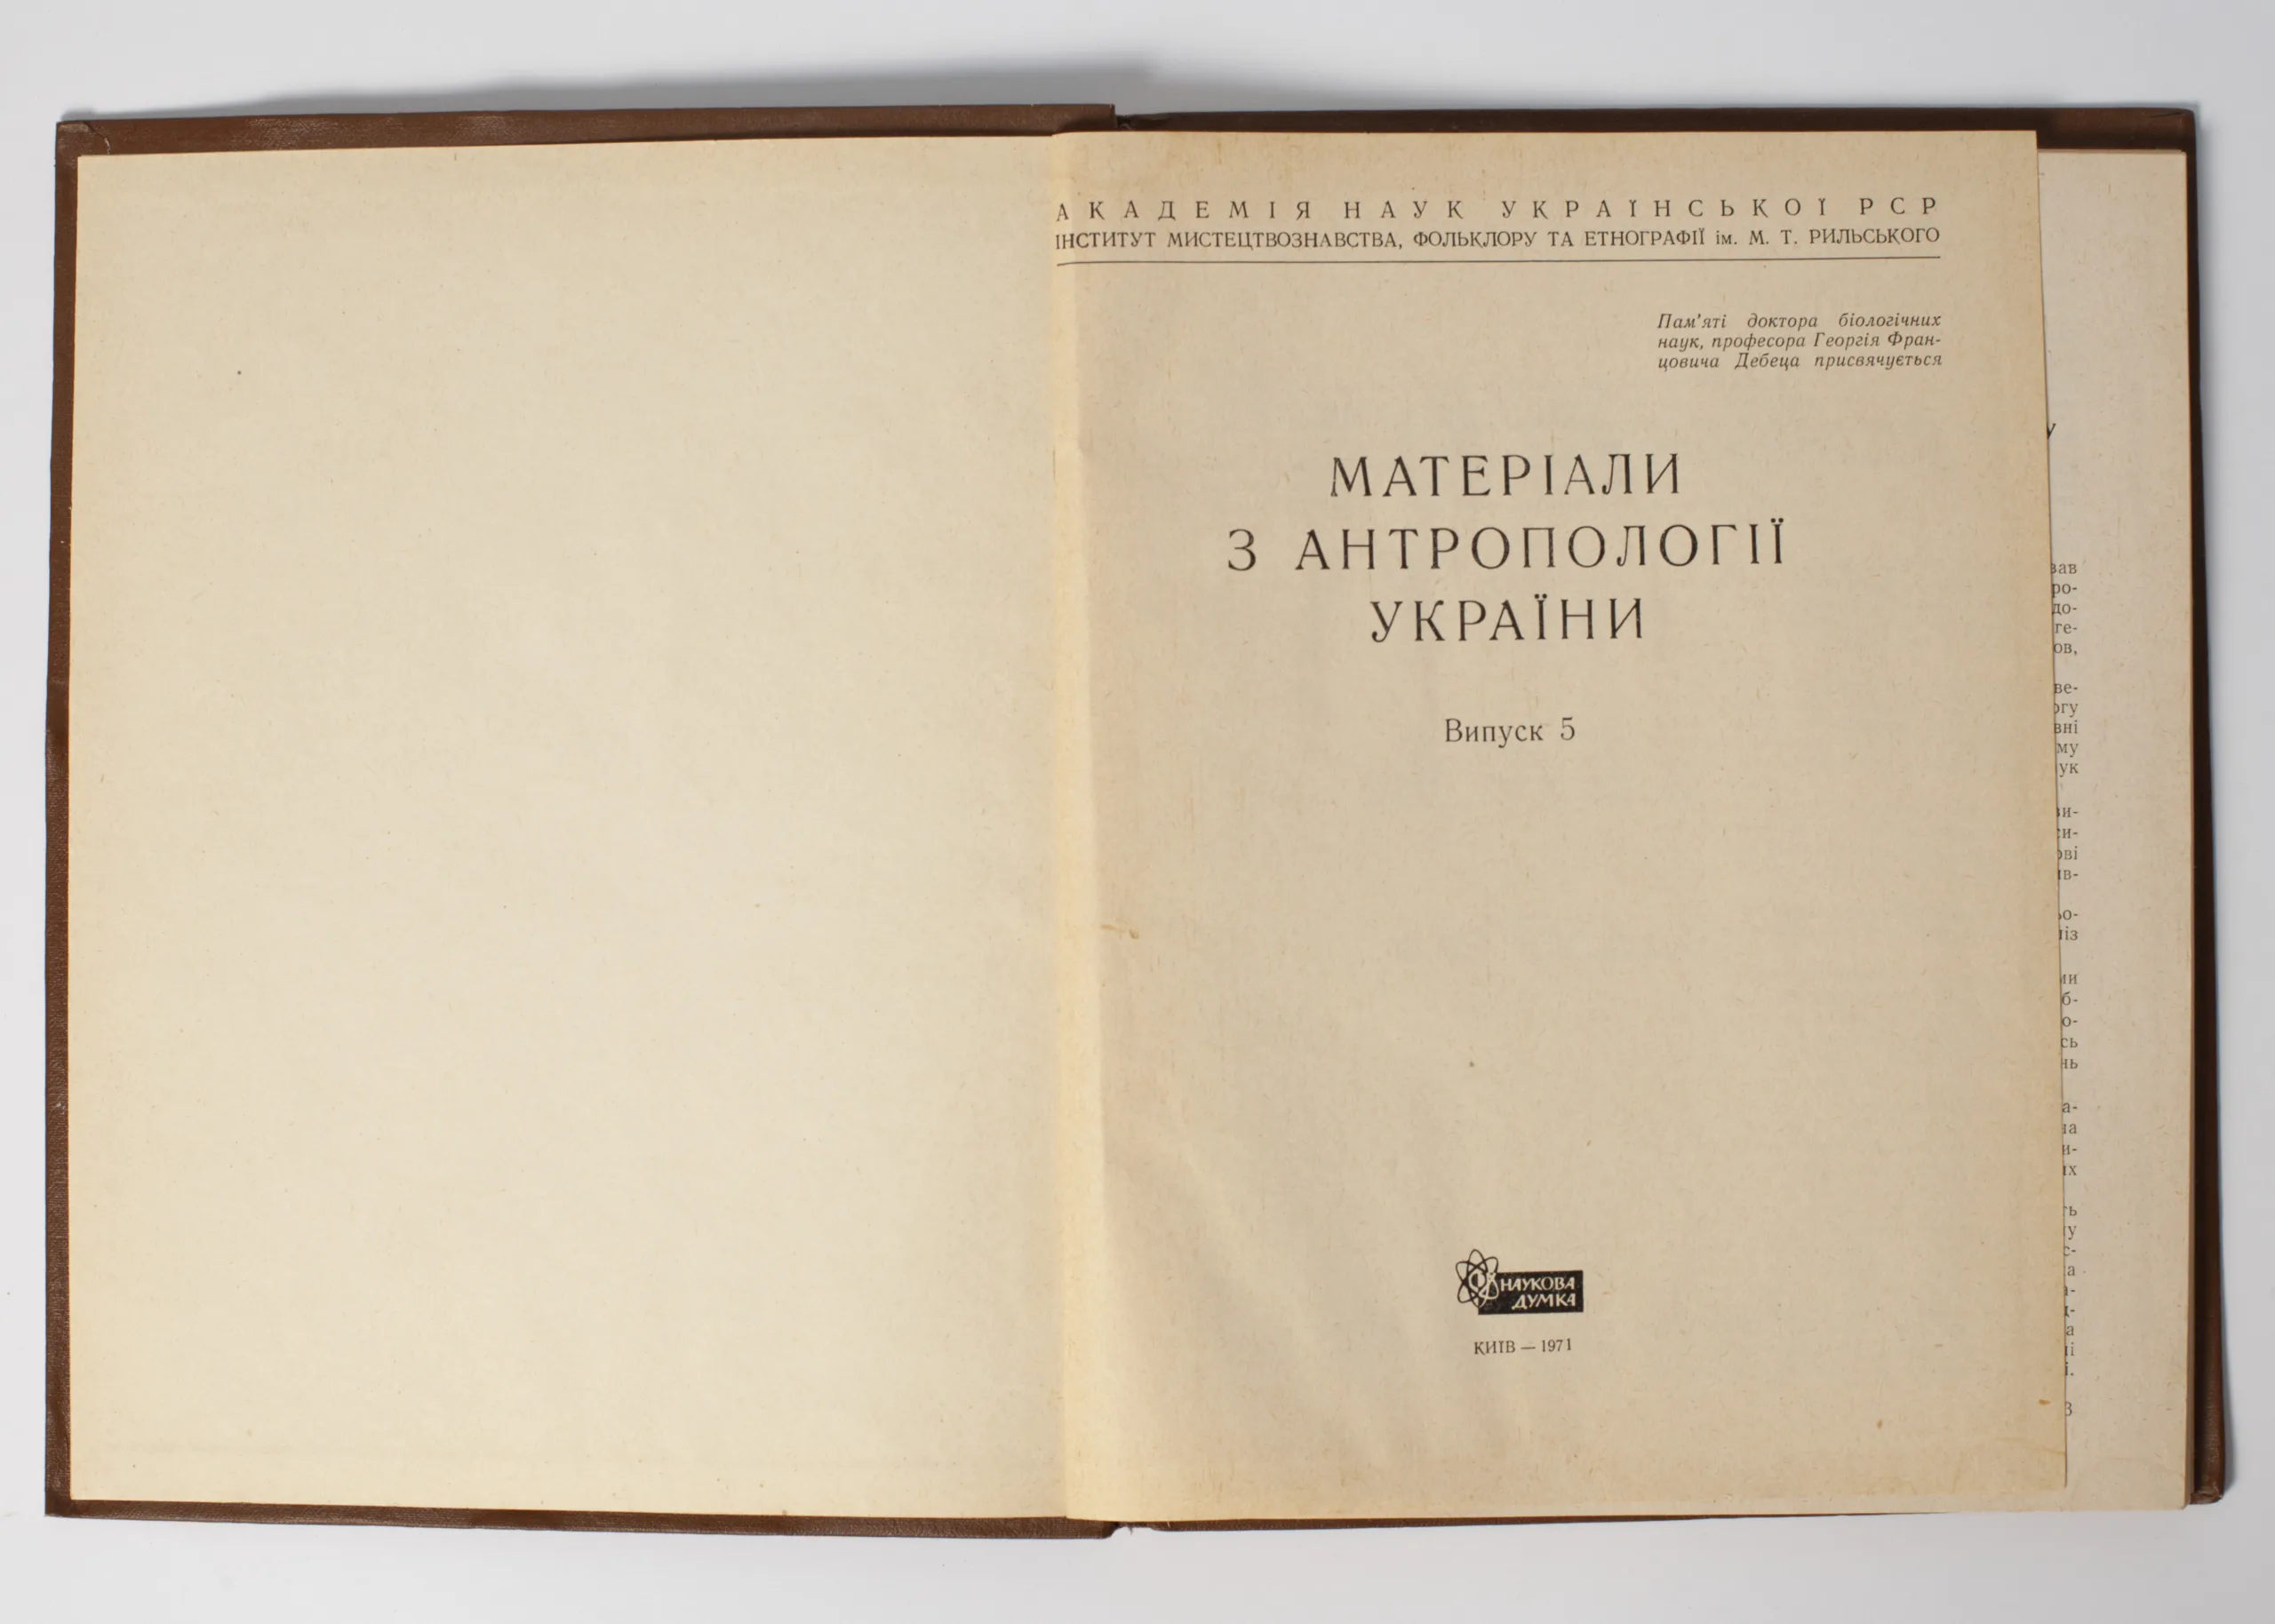 АКАДЕМІЯ НАУК УКРАЇНСЬКОЇ РСР
ІНСТИТУТ МИСТЕЦТВОЗНАВСТВА, ФОЛЬКЛОРУ ТА ЕТНОГРАФІЇ ім. М. Т. РИЛЬСЬКОГО
Пам'яті доктора біологічних
наук, професора Георгія Фран-
цовича Дебеца присвячується
МАТЕРІАЛИ
З АНТРОПОЛОГІЇ
УКРАЇНИ
Випуск 5
НАУКОВА
ДУМКА
КИЇВ — 1971